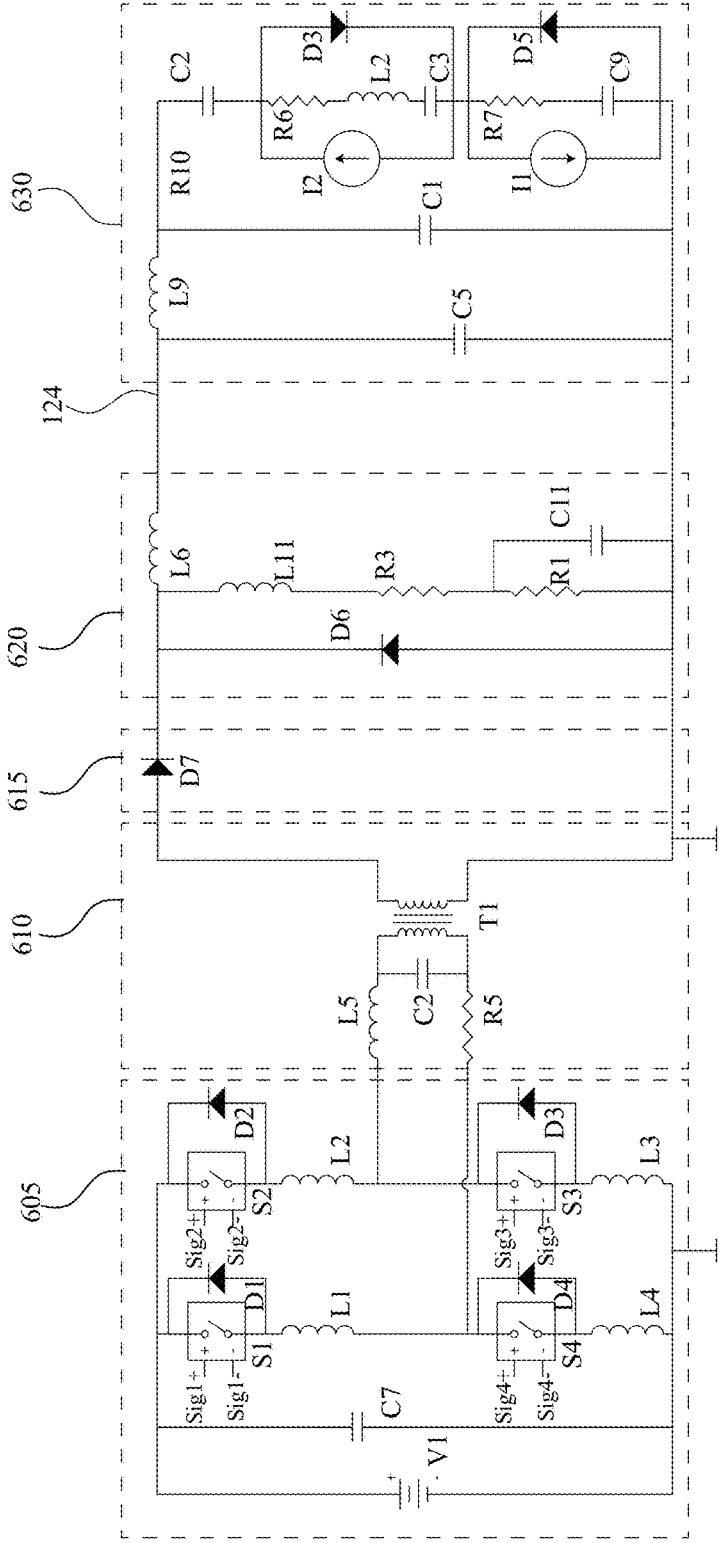 605
610
615
620
124
630
V1
+
-
C7
Sig1+
Sig1-
+
-
S1
D1
L1
Sig2+
Sig2-
+
-
S2
D2
L2
Sig4+
Sig4-
+
-
S4
D4
L4
Sig3+
Sig3-
+
-
S3
D3
L3
L5
C2
R5
T1
D7
D6
L6
L11
R3
R1
C11
L9
C5
C1
R10
C2
I2
R6
L2
C3
D3
I1
R7
C9
D5